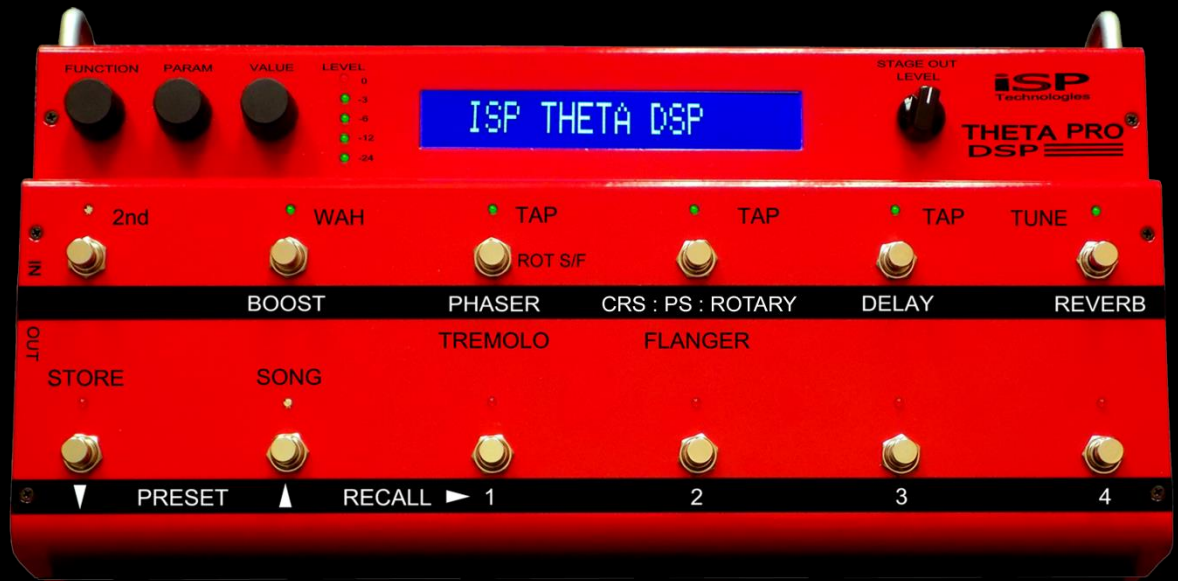 FUNCTION PARAM VALUE LEVEL
0
-3
-6
-12
-24
ISP THETA DSP
STAGE OUT
LEVEL
iSP
Technologies
THETA PRO
DSP
2nd WAH TAP TAP TAP TUNE
IN ROT S/F
BOOST PHASER CRS : PS : ROTARY DELAY REVERB
OUT TREMOLO FLANGER
STORE SONG
▼ PRESET ▲ RECALL ► 1 2 3 4